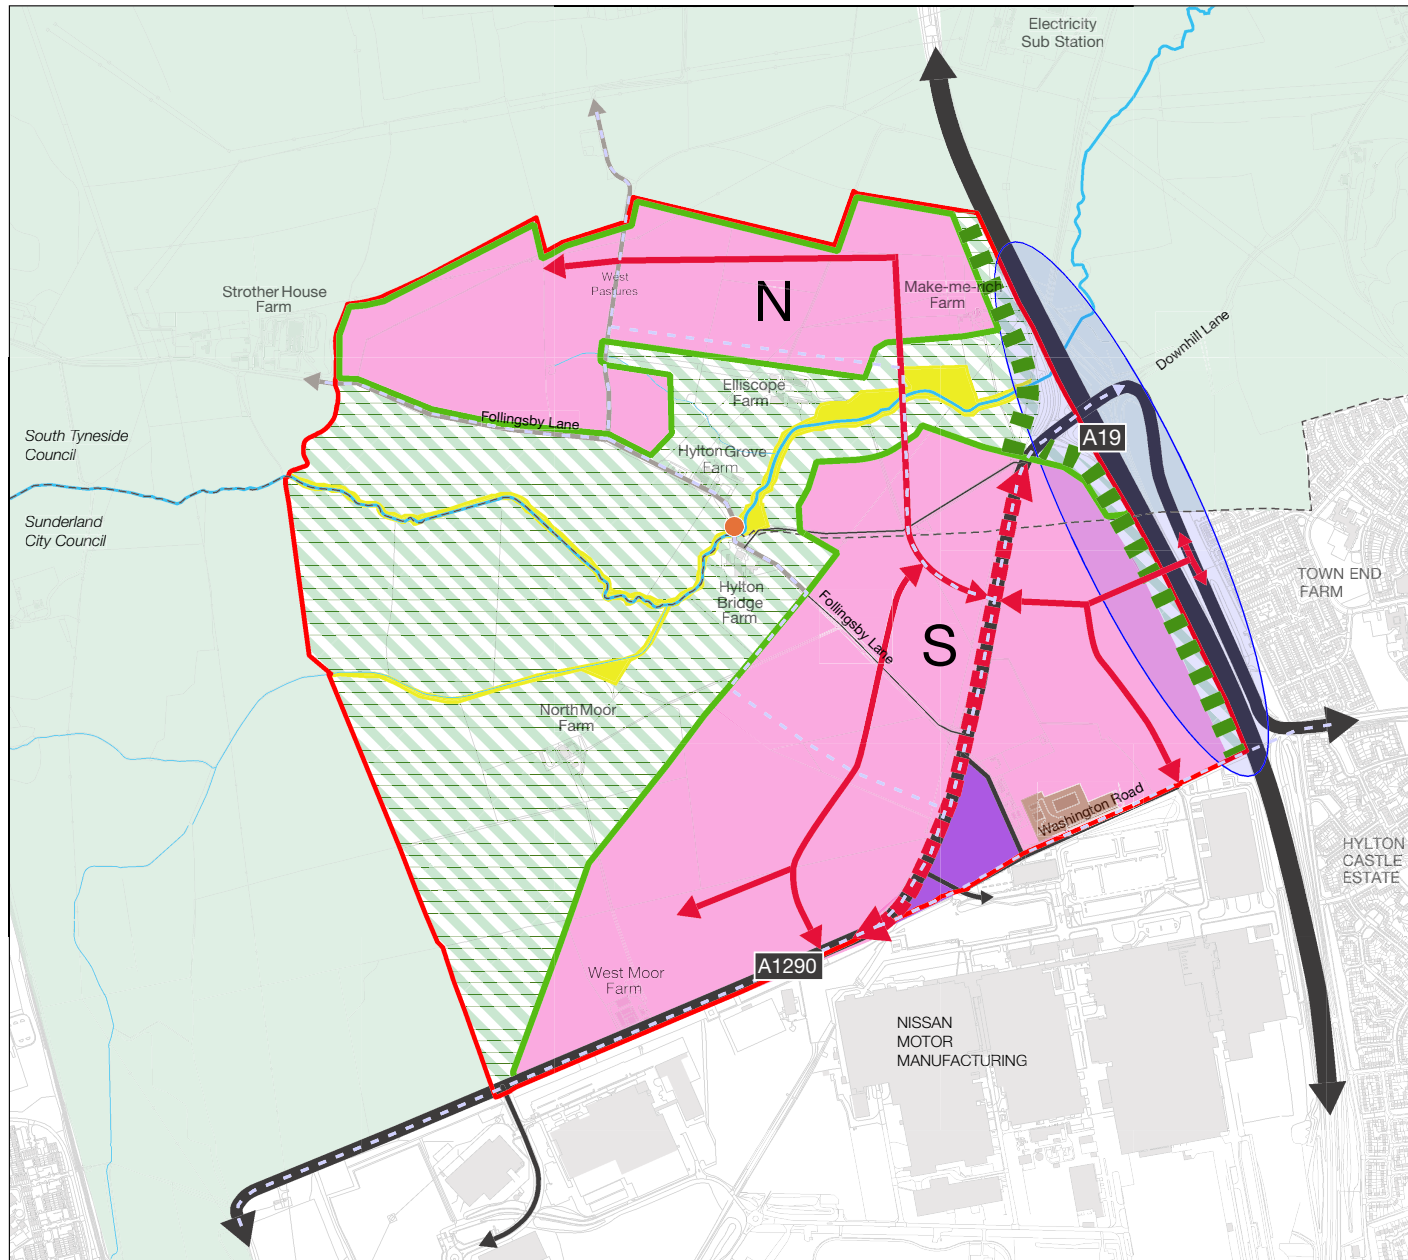 Electricity
Sub Station
Strother House
Farm
West
Pastures
N
Make-me-rich
Farm
Downhill Lane
Elliscope
Farm
Follingsby Lane
A19
South Tyneside
Council
Hylton Grove
Farm
Sunderland
City Council
Hylton
Bridge
Farm
TOWN END
FARM
Follingsby Lane
S
North Moor
Farm
Washington Road
HYLTON
CASTLE
ESTATE
A1290
West Moor
Farm
NISSAN
MOTOR
MANUFACTURING